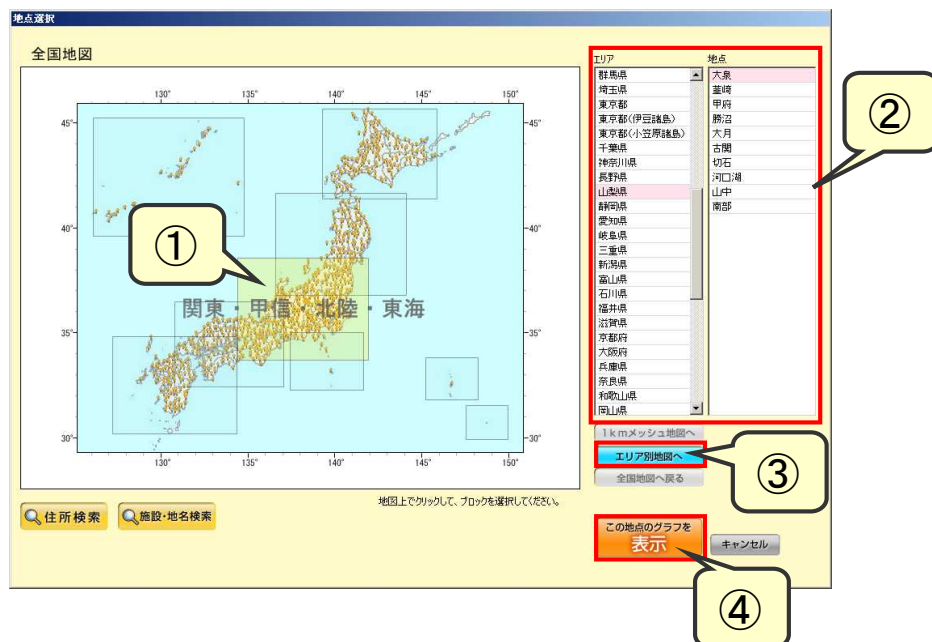 地点選択
全国地図
130° 135° 140° 145° 150°
45° 45°
40° 40°
35° 35°
30° 30°
130° 135° 140° 145° 150°
関東・甲信・北陸・東海
①
エリア 地点
群馬県 大泉
埼玉県 韮崎
東京都 甲府
東京都(伊豆諸島) 勝沼
東京都(小笠原諸島) 大月
千葉県 古関
神奈川県 切石
長野県 河口湖
山梨県 山中
静岡県 南部
愛知県
岐阜県
三重県
新潟県
富山県
石川県
福井県
滋賀県
京都府
大阪府
兵庫県
奈良県
和歌山県
岡山県
②
1kmメッシュ地図へ
エリア別地図へ
全国地図へ戻る
③
地図上でクリックして、ブロックを選択してください。
住所検索 施設・地名検索
この地点のグラフを
表示
キャンセル
④